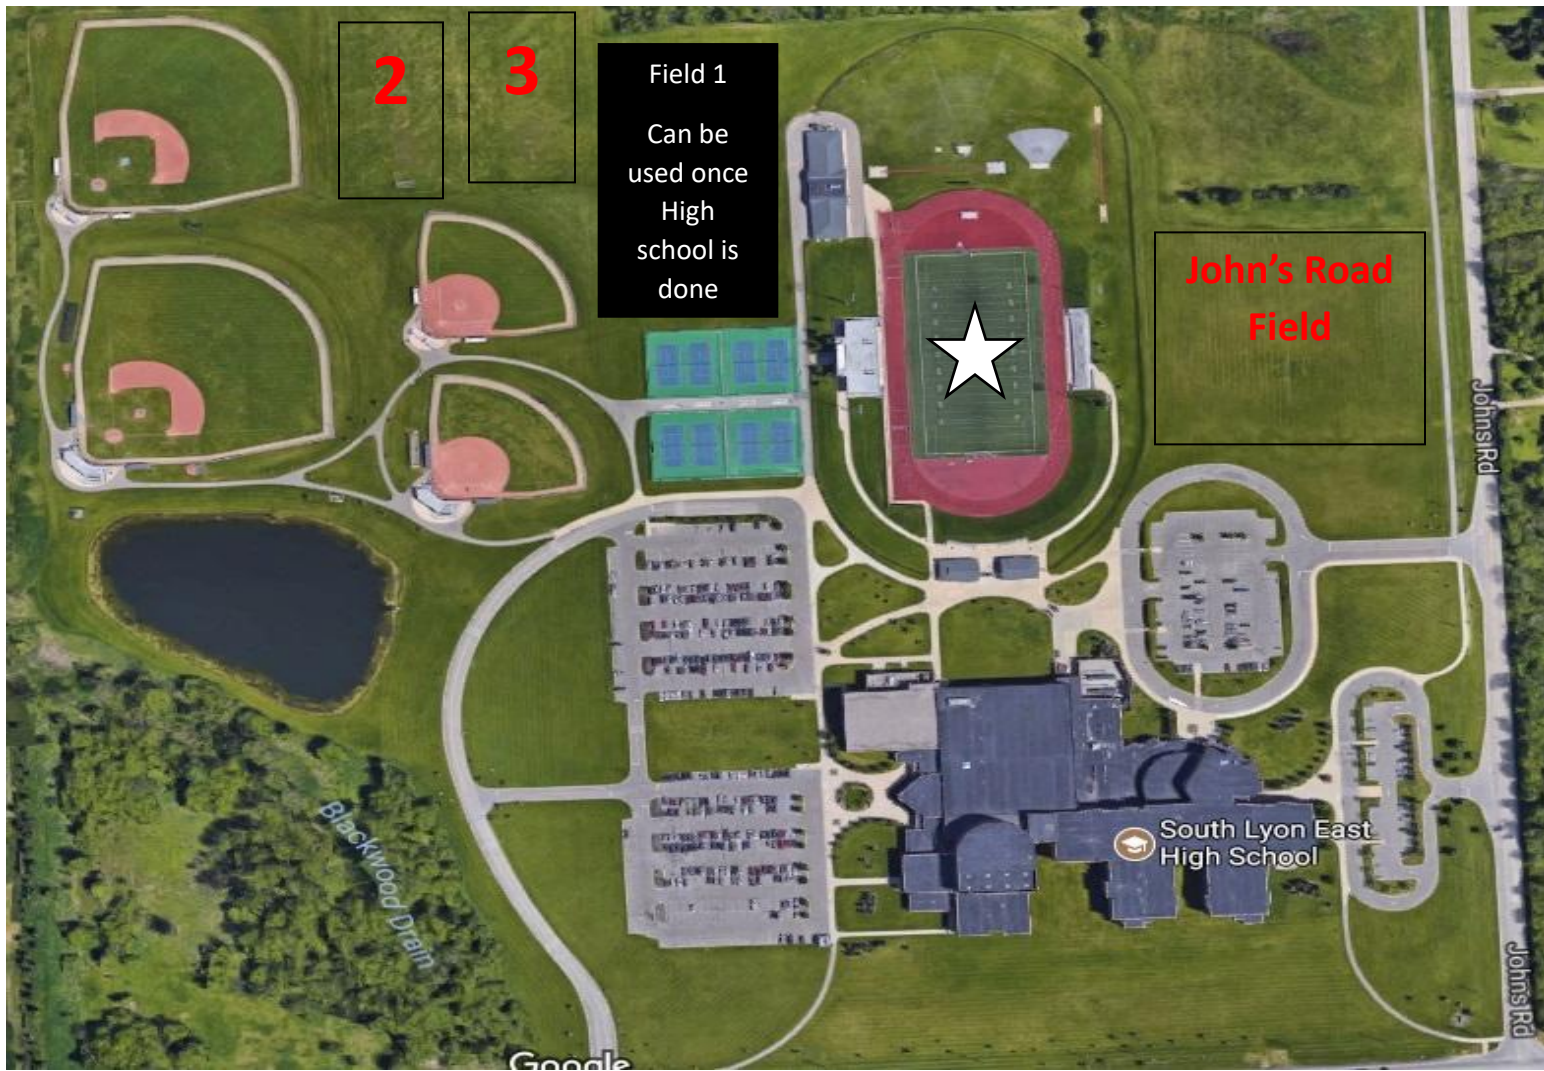 2
3
Field 1
Can be
used once
High
school is
done
John's Road
Field
Johns Rd
South Lyon East
High School
Blackwood Drain
Johns Rd
Google